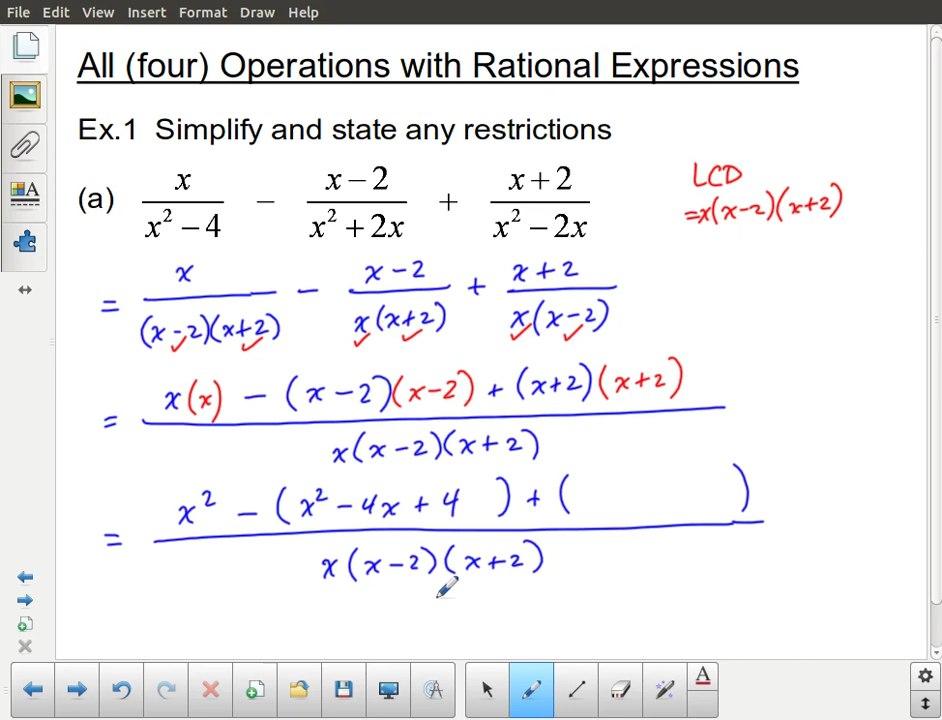 File Edit View Insert Format Draw Help
All (four) Operations with Rational Expressions
Ex.1 Simplify and state any restrictions
(a) x/(x² − 4) − (x − 2)/(x² + 2x) + (x + 2)/(x² − 2x)
LCD
=x(x−2)(x+2)
= x/((x−2)(x+2)) − (x−2)/(x(x+2)) + (x+2)/(x(x−2))
= (x(x) − (x−2)(x−2) + (x+2)(x+2))/(x(x−2)(x+2))
= (x² − (x² − 4x + 4 ) + ( ))/(x(x−2)(x+2))